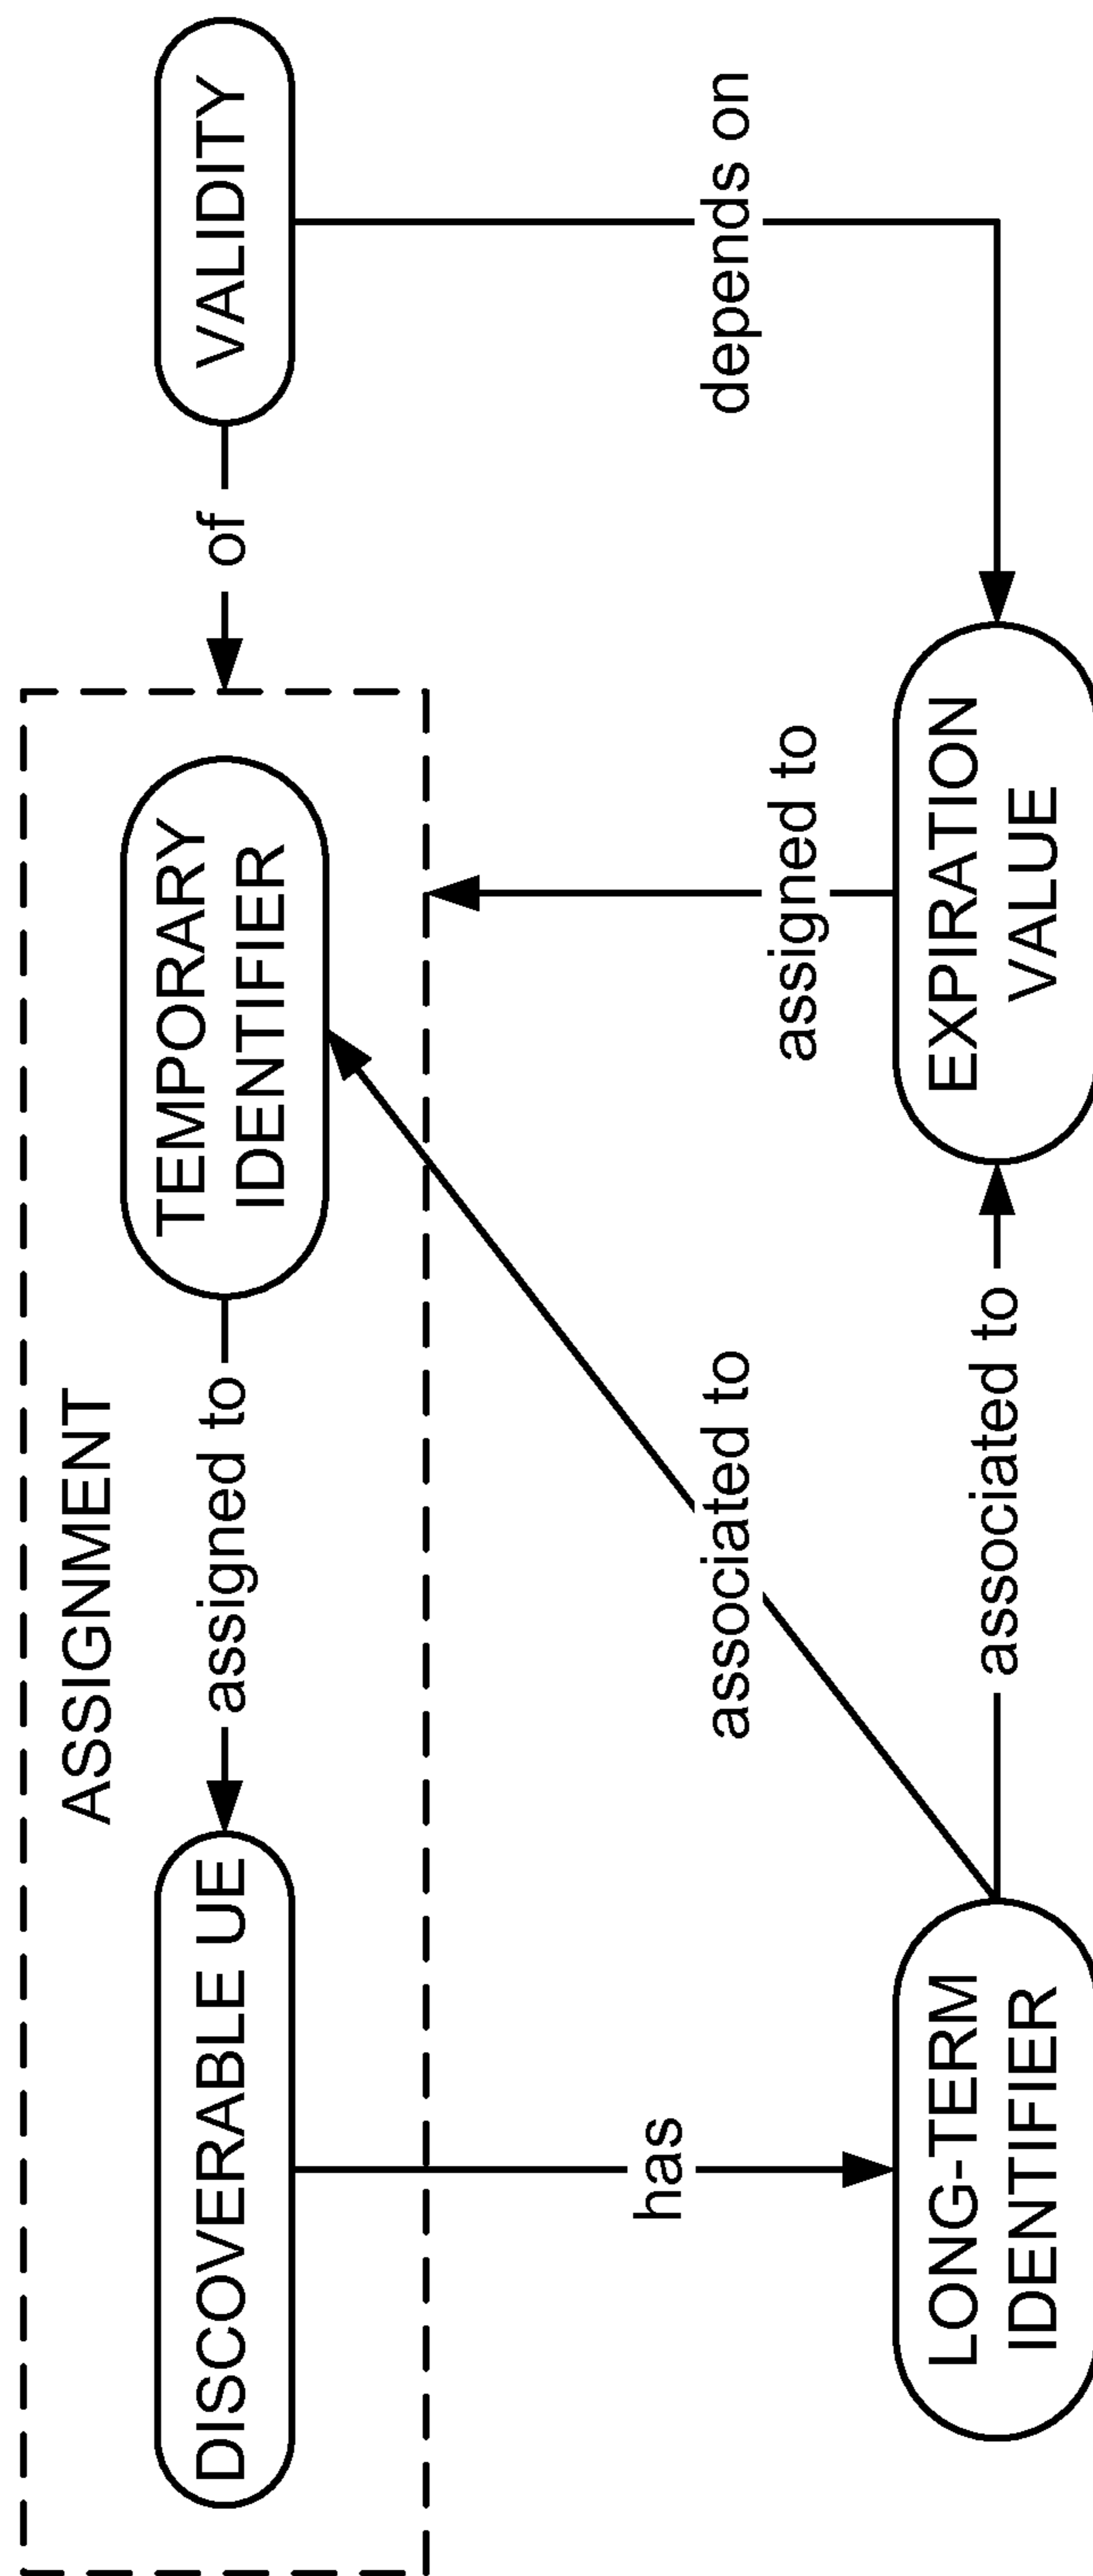 ASSIGNMENT
DISCOVERABLE UE
assigned to
TEMPORARY
IDENTIFIER
of
VALIDITY
has
associated to
assigned to
depends on
LONG-TERM
IDENTIFIER
associated to
EXPIRATION
VALUE